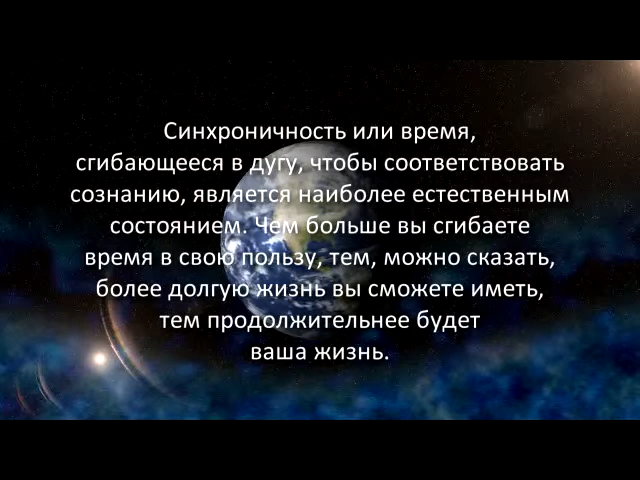 Синхроничность или время,
сгибающееся в дугу, чтобы соответствовать
сознанию, является наиболее естественным
состоянием. Чем больше вы сгибаете
время в свою пользу, тем, можно сказать,
более долгую жизнь вы сможете иметь,
тем продолжительнее будет
ваша жизнь.